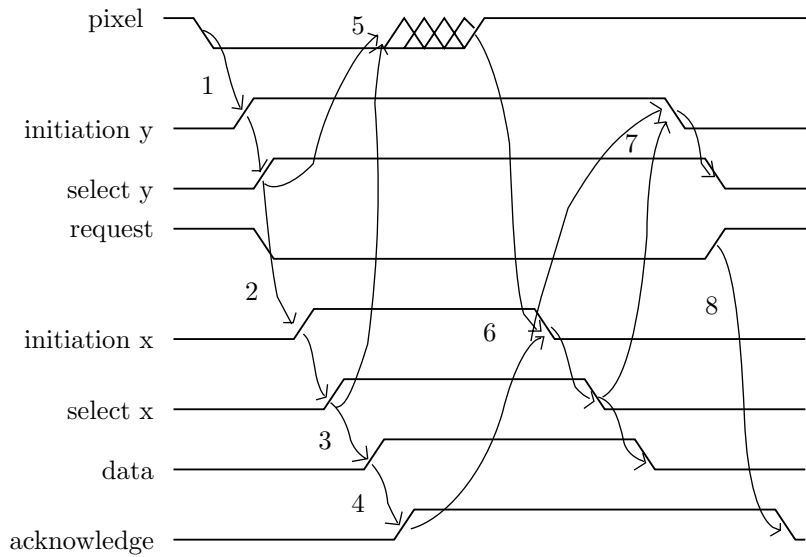 pixel
5
1
initiation y
7
select y
request
2
8
6
initiation x
select x
3
data
4
acknowledge